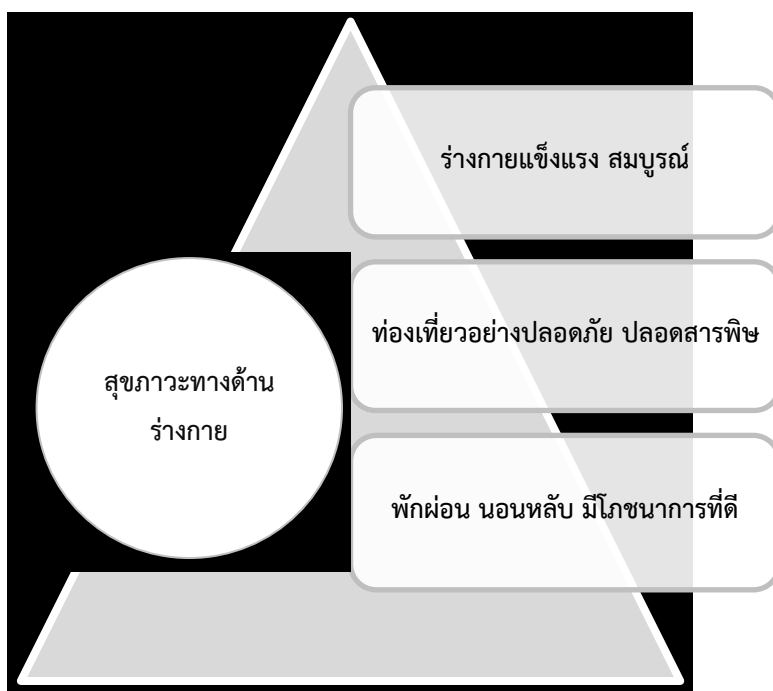 ร่างกายแข็งแรง สมบูรณ์
ท่องเที่ยวอย่างปลอดภัย ปลอดสารพิษ
สุขภาวะทางด้าน
ร่างกาย
พักผ่อน นอนหลับ มีโภชนาการที่ดี